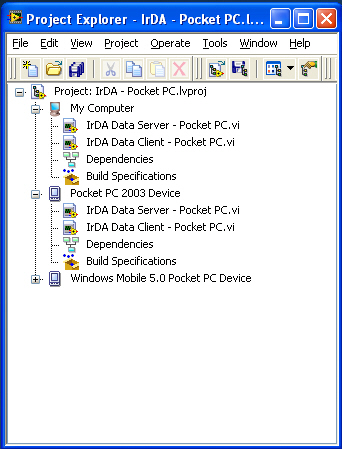 Project Explorer - IrDA - Pocket PC.l...
File Edit View Project Operate Tools Window Help
Project: IrDA - Pocket PC.lvproj
My Computer
IrDA Data Server - Pocket PC.vi
IrDA Data Client - Pocket PC.vi
Dependencies
Build Specifications
Pocket PC 2003 Device
IrDA Data Server - Pocket PC.vi
IrDA Data Client - Pocket PC.vi
Dependencies
Build Specifications
Windows Mobile 5.0 Pocket PC Device